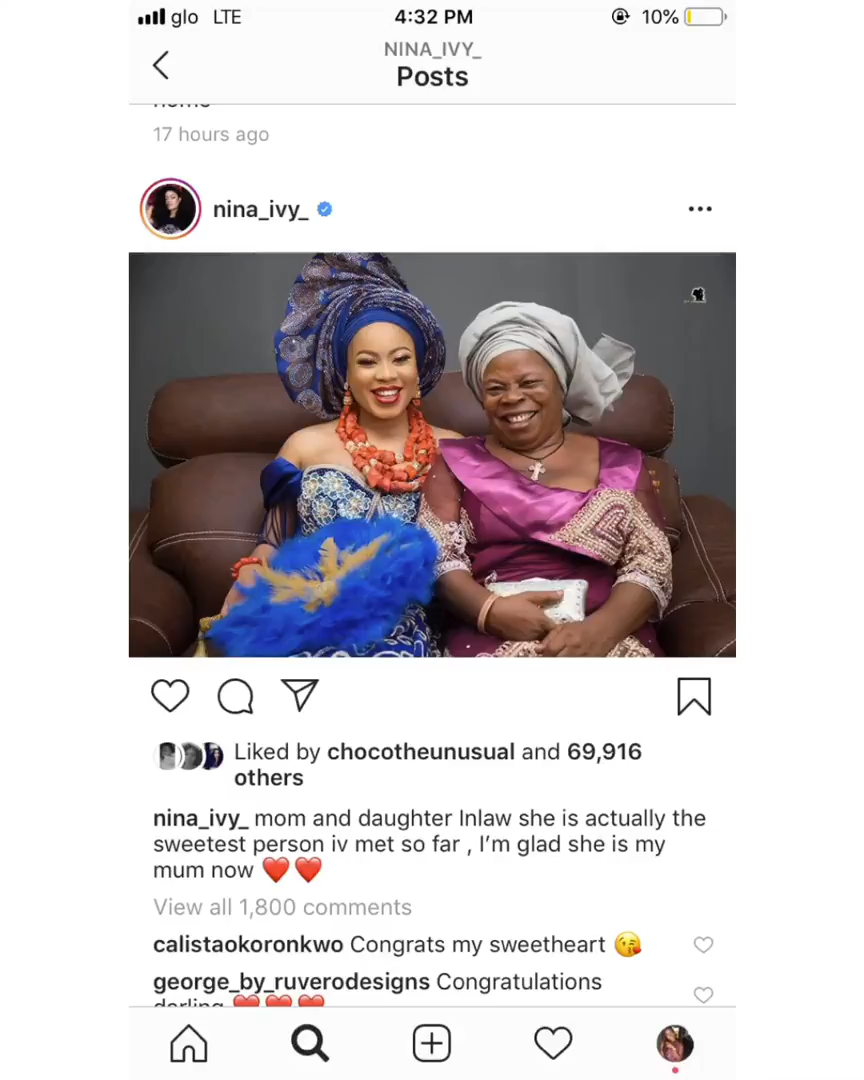 glo LTE 4:32 PM 10%
NINA_IVY_
Posts
home
17 hours ago
nina_ivy_
Liked by chocotheunusual and 69,916
others
nina_ivy_ mom and daughter Inlaw she is actually the
sweetest person iv met so far , I'm glad she is my
mum now ❤️❤️
View all 1,800 comments
calistaokoronkwo Congrats my sweetheart 😘
george_by_ruverodesigns Congratulations
darling ❤️❤️❤️